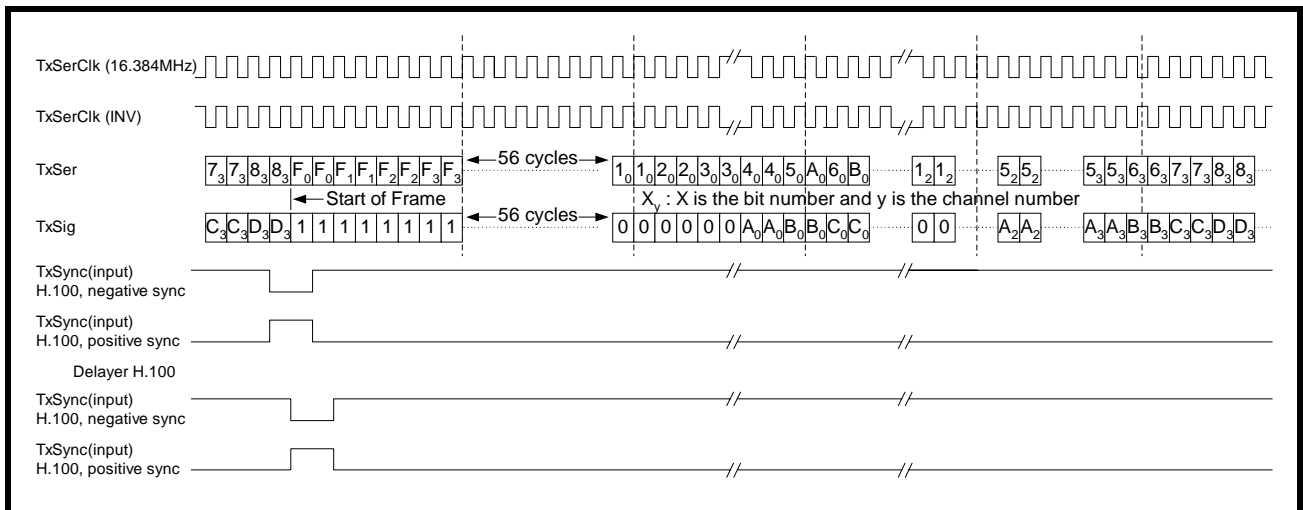 TxSerClk (16.384MHz)
TxSerClk (INV)
TxSer 7₃ 7₃ 8₃ 8₃ F₀ F₀ F₁ F₁ F₂ F₂ F₃ F₃ 56 cycles 1₀ 1₀ 2₀ 2₀ 3₀ 3₀ 4₀ 4₀ 5₀ A₀ 6₀ B₀ 1₂ 1₂ 5₂ 5₂ 5₃ 5₃ 6₃ 6₃ 7₃ 7₃ 8₃ 8₃
Start of Frame X_y : X is the bit number and y is the channel number
TxSig C₃ C₃ D₃ D₃ 1 1 1 1 1 1 1 1 56 cycles 0 0 0 0 0 0 A₀ A₀ B₀ B₀ C₀ C₀ 0 0 A₂ A₂ A₃ A₃ B₃ B₃ C₃ C₃ D₃ D₃
TxSync(input)
H.100, negative sync
TxSync(input)
H.100, positive sync
Delayer H.100
TxSync(input)
H.100, negative sync
TxSync(input)
H.100, positive sync